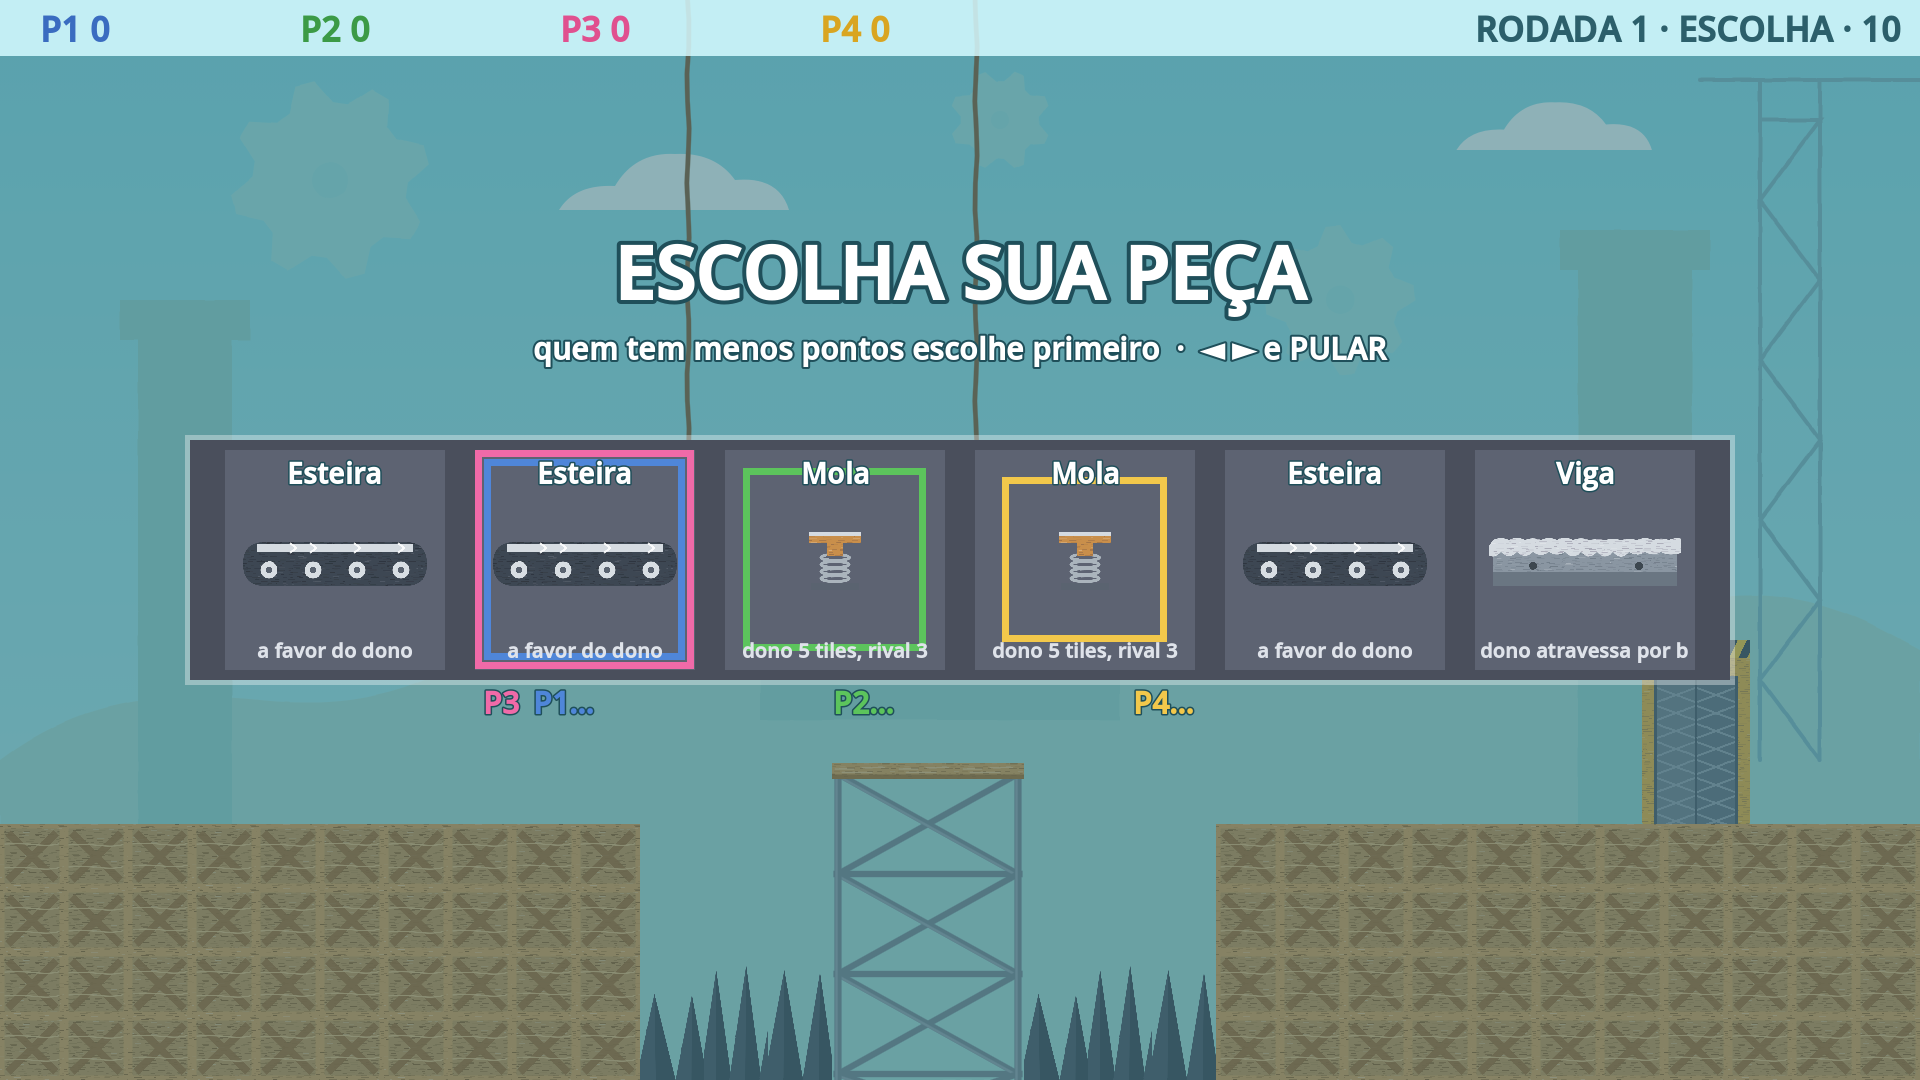 P1 0 P2 0 P3 0 P4 0 RODADA 1 · ESCOLHA · 10
ESCOLHA SUA PEÇA
quem tem menos pontos escolhe primeiro · ◄► e PULAR
Esteira Esteira Mola Mola Esteira Viga
a favor do dono a favor do dono dono 5 tiles, rival 3 dono 5 tiles, rival 3 a favor do dono dono atravessa por b
P3 P1... P2... P4...